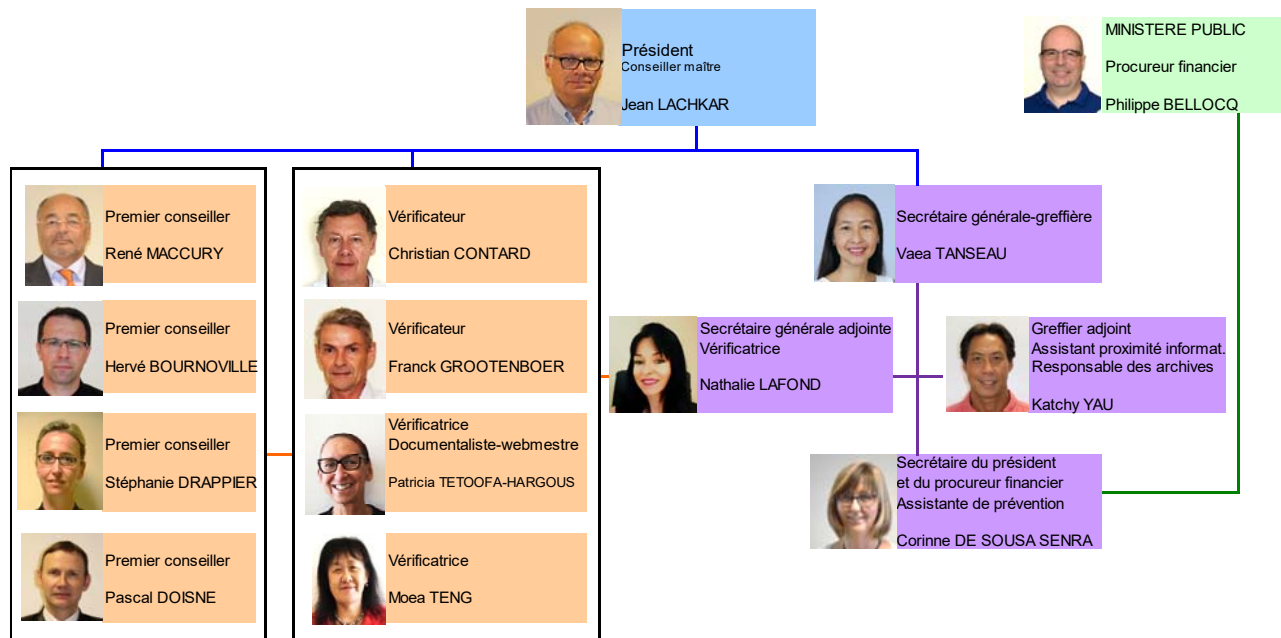 Président
Conseiller maître
Jean LACHKAR
MINISTERE PUBLIC
Procureur financier
Philippe BELLOCQ
Premier conseiller
René MACCURY
Premier conseiller
Hervé BOURNOVILLE
Premier conseiller
Stéphanie DRAPPIER
Premier conseiller
Pascal DOISNE
Vérificateur
Christian CONTARD
Vérificateur
Franck GROOTENBOER
Vérificatrice
Documentaliste-webmestre
Patricia TETOOFA-HARGOUS
Vérificatrice
Moea TENG
Secrétaire générale-greffière
Vaea TANSEAU
Secrétaire générale adjointe
Vérificatrice
Nathalie LAFOND
Greffier adjoint
Assistant proximité informat.
Responsable des archives
Katchy YAU
Secrétaire du président
et du procureur financier
Assistante de prévention
Corinne DE SOUSA SENRA